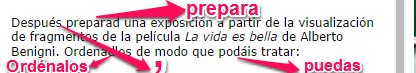 prepara
Después preparad una exposición a partir de la visualización
de fragmentos de la película La vida es bella de Alberto
Benigni. Ordenadlos de modo que podáis tratar:
Ordénalos ; puedas